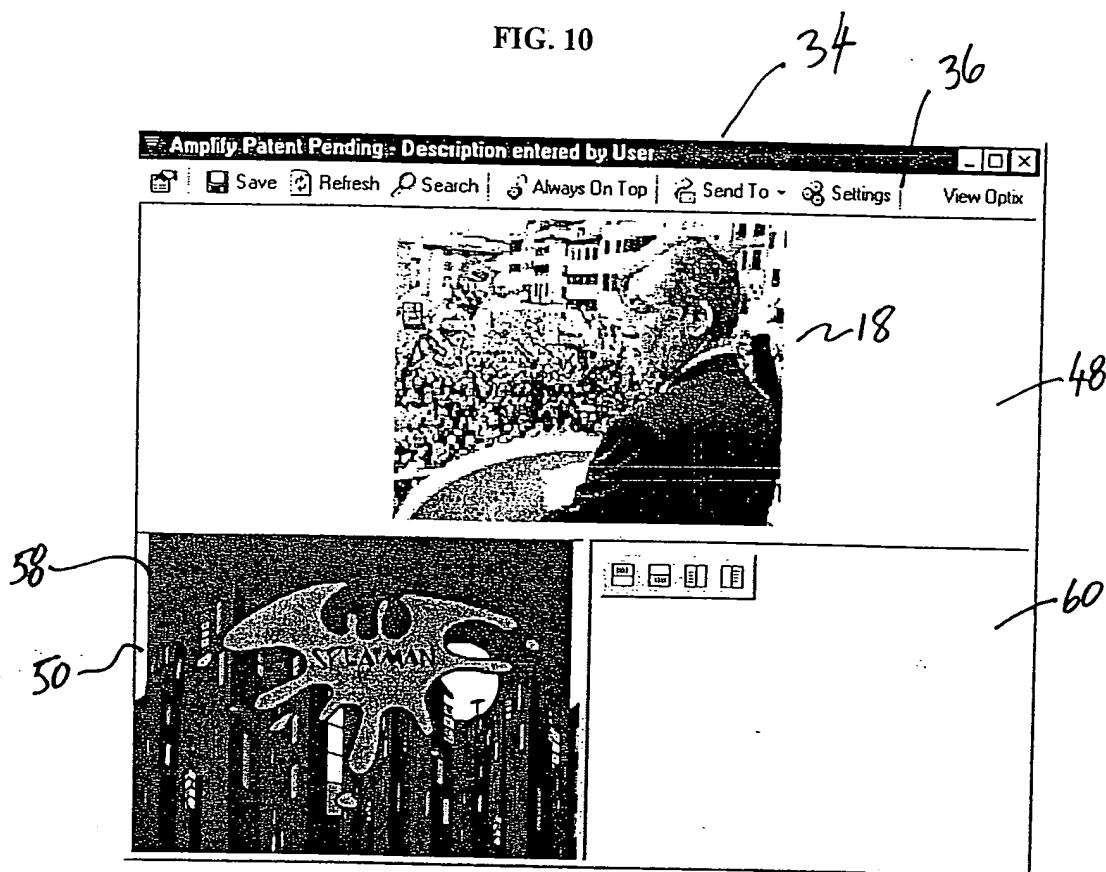 FIG. 10
34
36
Amplify Patent Pending - Description entered by User
Save Refresh Search Always On Top Send To Settings View Optix
18
48
58
50
60